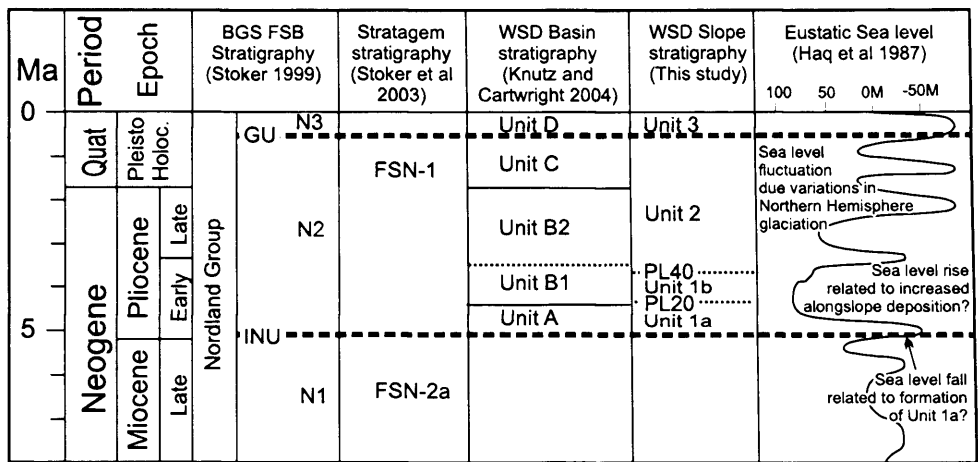 Ma
Period
Epoch
BGS FSB
Stratigraphy
(Stoker 1999)
Stratagem
stratigraphy
(Stoker et al
2003)
WSD Basin
stratigraphy
(Knutz and
Cartwright 2004)
WSD Slope
stratigraphy
(This study)
Eustatic Sea level
(Haq et al 1987)
100 50 0M -50M
0
5
Quat
Neogene
Pleisto
Holoc.
Pliocene
Miocene
Late
Early
Late
Nordland Group
GU
INU
N3
N2
N1
FSN-1
FSN-2a
Unit D
Unit C
Unit B2
Unit B1
Unit A
Unit 3
Unit 2
PL40
Unit 1b
PL20
Unit 1a
Sea level
fluctuation
due variations in
Northern Hemisphere
glaciation
Sea level rise
related to increased
alongslope deposition?
Sea level fall
related to formation
of Unit 1a?